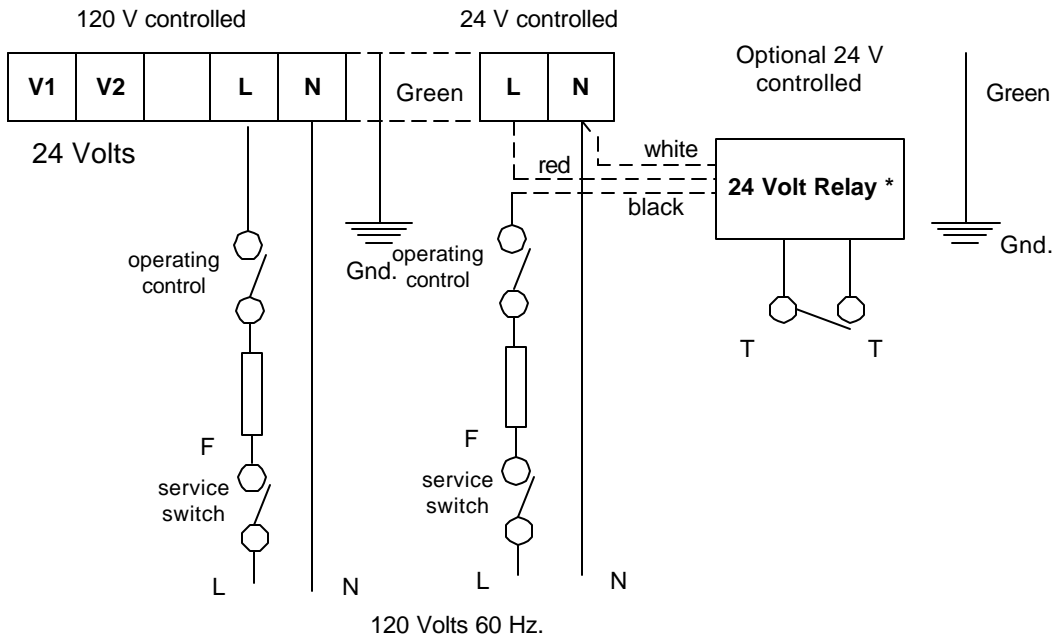 120 V controlled
24 V controlled
Optional 24 V
controlled
V1 V2 L N
Green
L N
Green
24 Volts
white
red
black
24 Volt Relay *
Gnd.
Gnd.
operating
control
operating
control
T T
F
F
service
switch
service
switch
L N
L N
120 Volts 60 Hz.